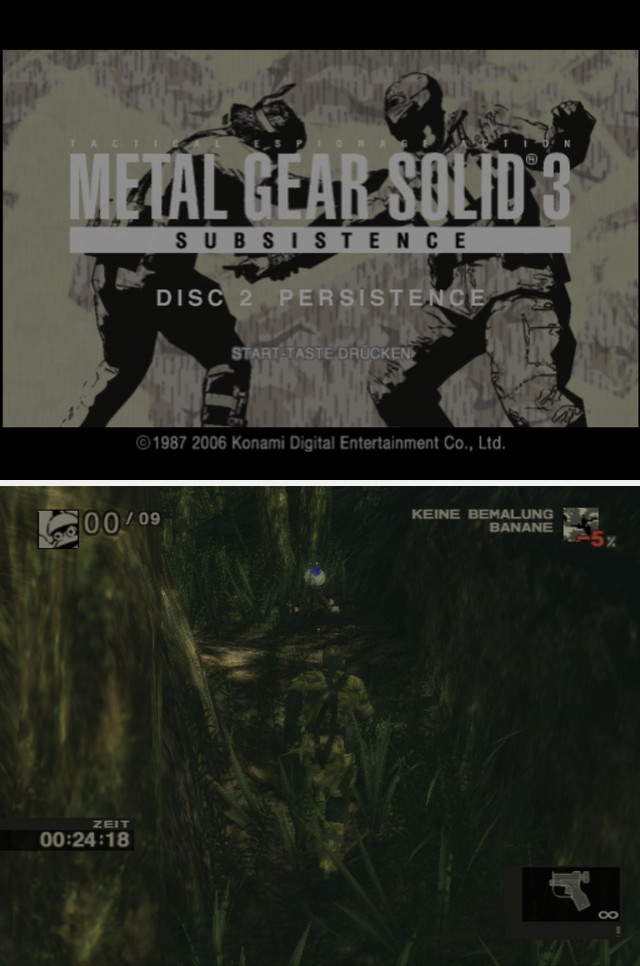 TACTICAL ESPIONAGE ACTION
METAL GEAR SOLID® 3
SUBSISTENCE
DISC 2 PERSISTENCE
START-TASTE DRÜCKEN
©1987 2006 Konami Digital Entertainment Co., Ltd.
00/09
KEINE BEMALUNG
BANANE
-5%
ZEIT
00:24:18
∞